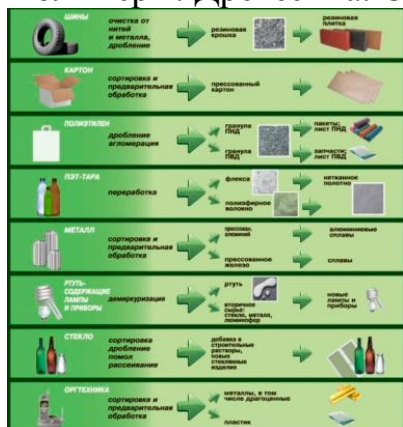 ШИНЫ
очистка от
нитей
и металла,
дробление
резиновая
крошка
резиновая
плитка
КАРТОН
сортировка и
предварительная
обработка
прессованный
картон
ПОЛИЭТИЛЕН
дробление
агломерация
гранула
ПНД
гранула
ПВД
пакеты;
лист ПНД
запчасти;
лист ПВД
ПЭТ-ТАРА
переработка
флекса
полиэфирное
волокно
нетканное
полотно
МЕТАЛЛ
сортировка и
предварительная
обработка
прессован.
алюминий
прессованное
железо
алюминиевые
сплавы
сплавы
РТУТЬ-
СОДЕРЖАЩИЕ
ЛАМПЫ
И ПРИБОРЫ
демеркуризация
ртуть
вторичное
сырье:
стекло, металл,
люминофор
новые
лампы и
приборы
СТЕКЛО
сортировка
дробление
помол
рассеивание
добавка в
строительные
растворы,
новые
стеклянные
изделия
ОРГТЕХНИКА
сортировка и
предварительная
обработка
металлы, в том
числе драгоценные
пластик